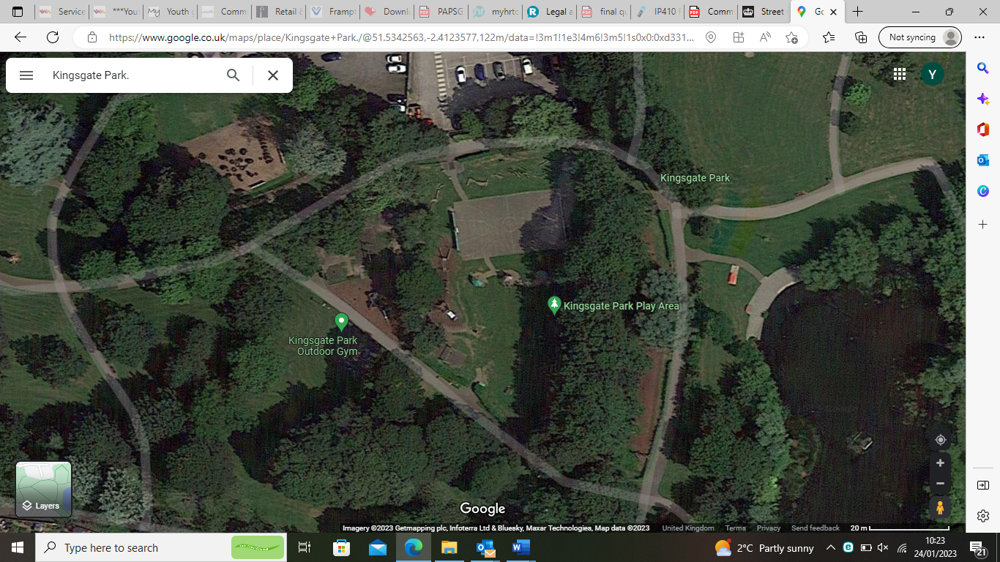 Service
***Yout
Youth
Comm
Retail &
Frampt
Downl
PAPSG
myhrto
Legal a
final qu
IP410 F
Comm
Street
Go
https://www.google.co.uk/maps/place/Kingsgate+Park./@51.5342563,-2.4123577,122m/data=!3m1!1e3!4m6!3m5!1s0x0:0xd331...
Not syncing
Kingsgate Park.
Y
Kingsgate Park
Kingsgate Park Play Area
Kingsgate Park
Outdoor Gym
Layers
Google
Imagery ©2023 Getmapping plc, Infoterra Ltd & Bluesky, Maxar Technologies, Map data ©2023 United Kingdom Terms Privacy Send feedback 20 m
Type here to search
2°C Partly sunny
10:23
24/01/2023
21